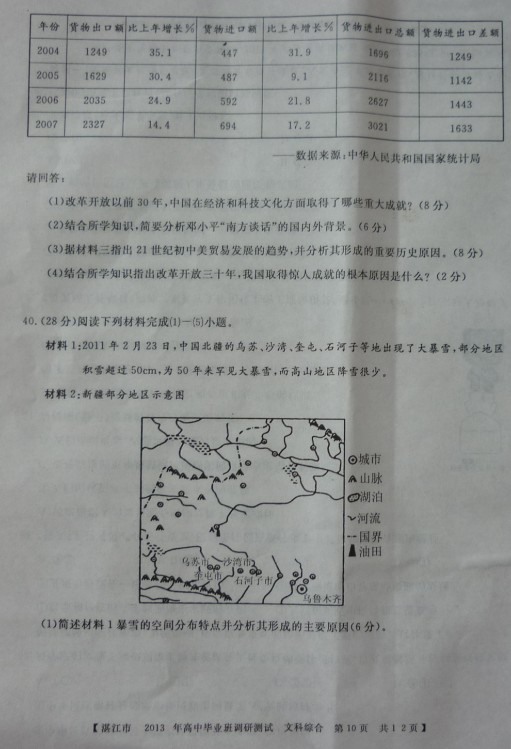 年份 货物出口额 比上年增长% 货物进口额 比上年增长% 货物进出口总额 货物进出口差额
2004 1249 35.1 447 31.9 1696 1249
2005 1629 30.4 487 9.1 2116 1142
2006 2035 24.9 592 21.8 2627 1443
2007 2327 14.4 694 17.2 3021 1633
——数据来源:中华人民共和国国家统计局
请回答:
(1)改革开放以前30年,中国在经济和科技文化方面取得了哪些重大成就?(8分)
(2)结合所学知识,简要分析邓小平“南方谈话”的国内外背景。(6分)
(3)据材料三指出21世纪初中美贸易发展的趋势,并分析其形成的重要历史原因。(8分)
(4)结合所学知识指出改革开放三十年,我国取得惊人成就的根本原因是什么?(2分)
40.(28分)阅读下列材料完成(1)—(5)小题。
材料1:2011年2月23日,中国北疆的乌苏、沙湾、奎屯、石河子等地出现了大暴雪,部分地区
积雪超过50cm,为50年来罕见大暴雪,而高山地区降雪很少。
材料2:新疆部分地区示意图
城市
山脉
湖泊
河流
国界
油田
乌苏市 沙湾市
奎屯市 石河子市
乌鲁木齐
(1)简述材料1暴雪的空间分布特点并分析其形成的主要原因(6分)。
【湛江市 2013 年高中毕业班调研测试 文科综合 第10页 共12页】